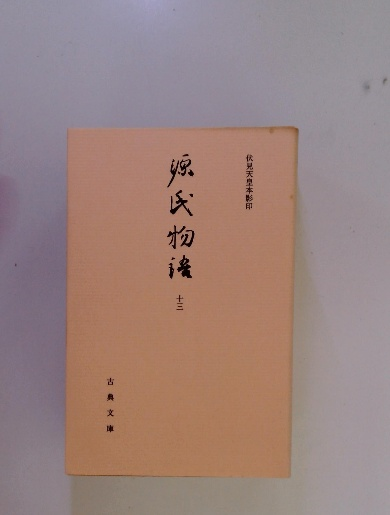 伏見天皇本影印
源氏物語
十三
古典文庫